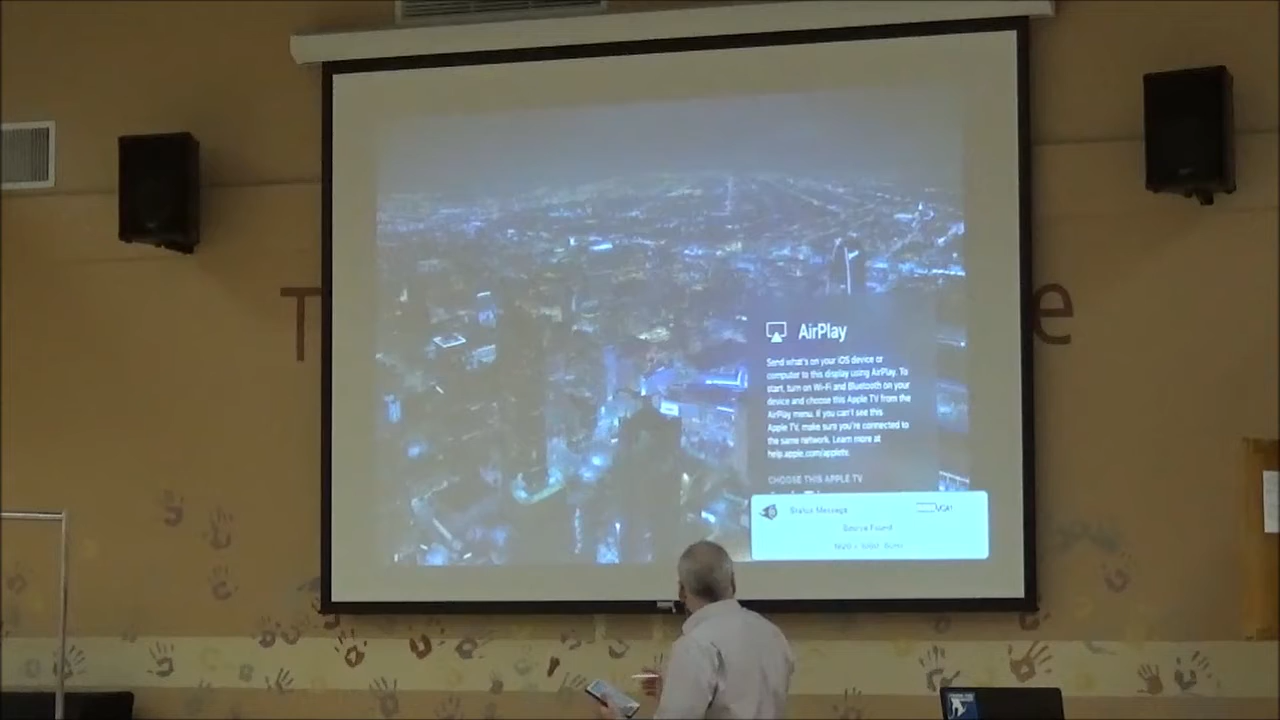 T
e
AirPlay
Send what's on your iOS device or
computer to this display using AirPlay. To
start, turn on Wi-Fi and Bluetooth on your
device and choose this Apple TV from the
AirPlay menu. If you can't see this
Apple TV, make sure you're connected to
the same network. Learn more at
help.apple.com/appletv.
CHOOSE THIS APPLE TV
Status Message
Source Found